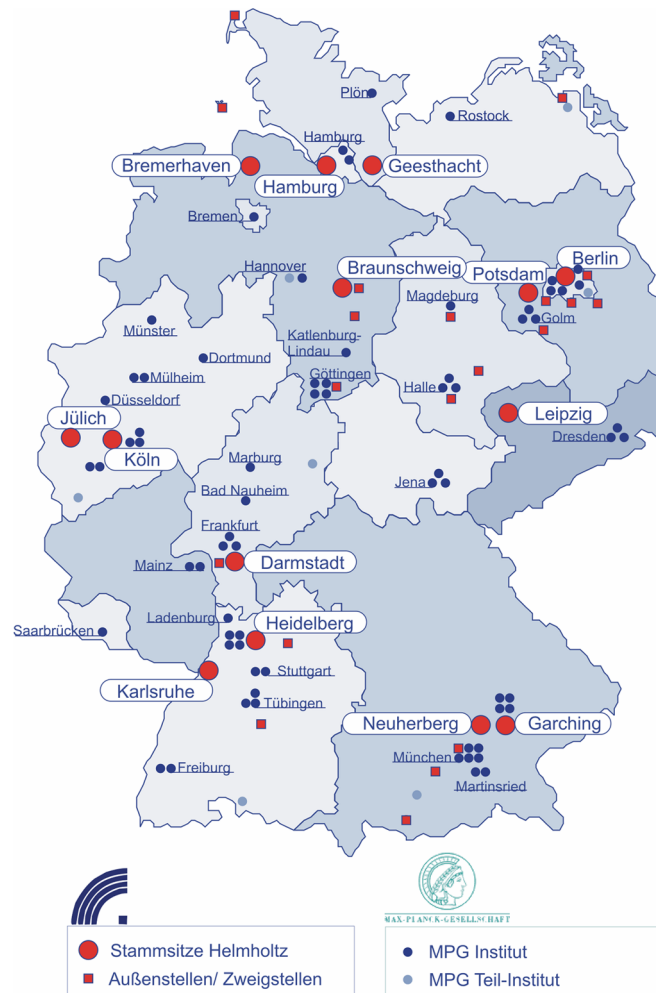 Plön
Rostock
Hamburg
Bremerhaven
Hamburg
Geesthacht
Bremen
Hannover
Braunschweig
Potsdam
Berlin
Magdeburg
Golm
Münster
Katlenburg-
Lindau
Dortmund
Göttingen
Mülheim
Halle
Düsseldorf
Jülich
Leipzig
Köln
Dresden
Marburg
Jena
Bad Nauheim
Frankfurt
Mainz
Darmstadt
Ladenburg
Heidelberg
Saarbrücken
Stuttgart
Karlsruhe
Tübingen
Neuherberg
Garching
München
Freiburg
Martinsried
MAX-PLANCK-GESELLSCHAFT
Stammsitze Helmholtz
Außenstellen/ Zweigstellen
MPG Institut
MPG Teil-Institut